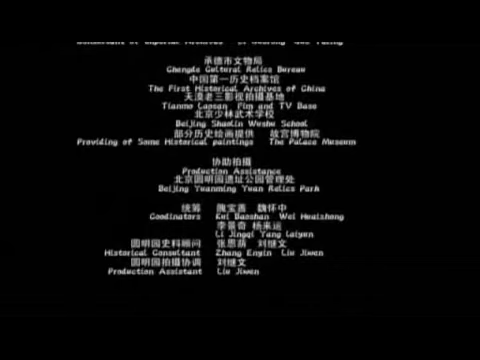 承德市文物局
Chengde Cultural Relics Bureau
中国第一历史档案馆
The First Historical Archives of China
天漠老三影视拍摄基地
Tianmo Laosan Fim and TV Base
北京少林武术学校
Beijing Shaolin Wushu School
部分历史绘画提供 故宫博物院
Providing of Some Historical paintings The Palace Museum
协助拍摄
Production Assistance
北京圆明园遗址公园管理处
Beijing Yuanming Yuan Relics Park
统筹 隗宝善 魏怀中
Coordinators Kui Baoshan Wei Huaizhong
李景奇 杨来运
Li Jingqi Yang Laiyun
圆明园史料顾问 张恩荫 刘继文
Historical Consultant Zhang Enyin Liu Jiwen
圆明园拍摄协调 刘继文
Production Assistant Liu Jiwen